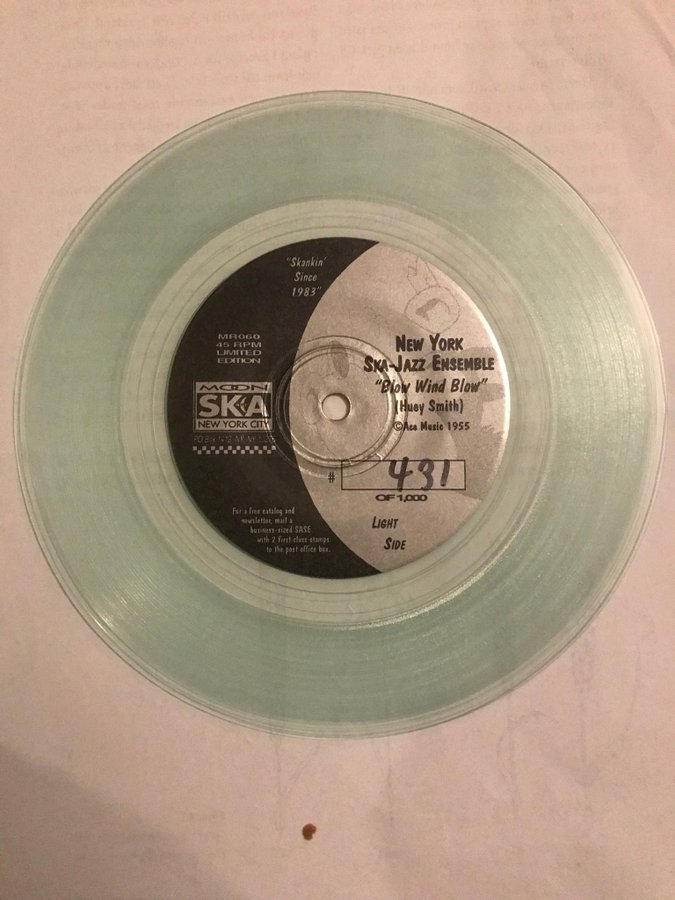 "Skankin'
Since
1983"
MR060
45 RPM
LIMITED
EDITION
MOON
SKA
NEW YORK CITY
For a free catalog and
newsletter, mail a
business-sized SASE
with 2 first class stamps
to the post office box.
NEW YORK
SKA-JAZZ ENSEMBLE
"Blow Wind Blow"
(Huey Smith)
©Ace Music 1955
# 431
OF 1,000
LIGHT
SIDE